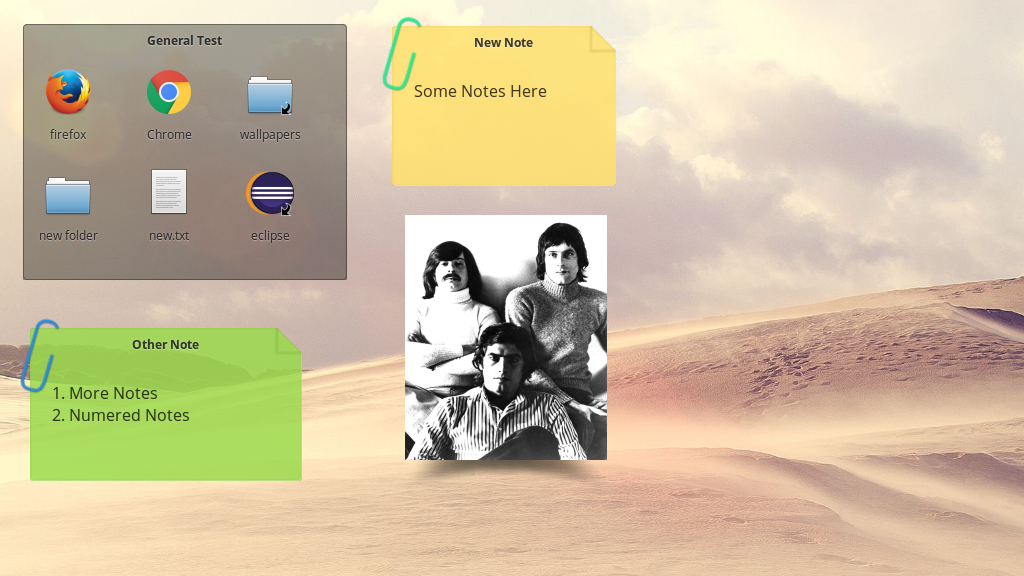 General Test
firefox
Chrome
wallpapers
new folder
new.txt
eclipse
New Note
Some Notes Here
Other Note
1. More Notes
2. Numered Notes